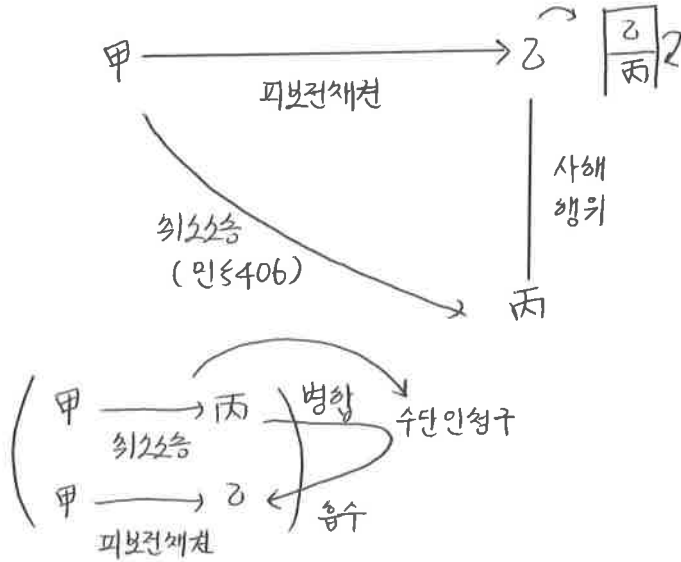 甲 乙 乙
丙
피보전채권
사해
행위
취소소송
(민§406)
丙
甲 丙 병합
취소소송
수단인청구
甲 乙
흡수
피보전채권